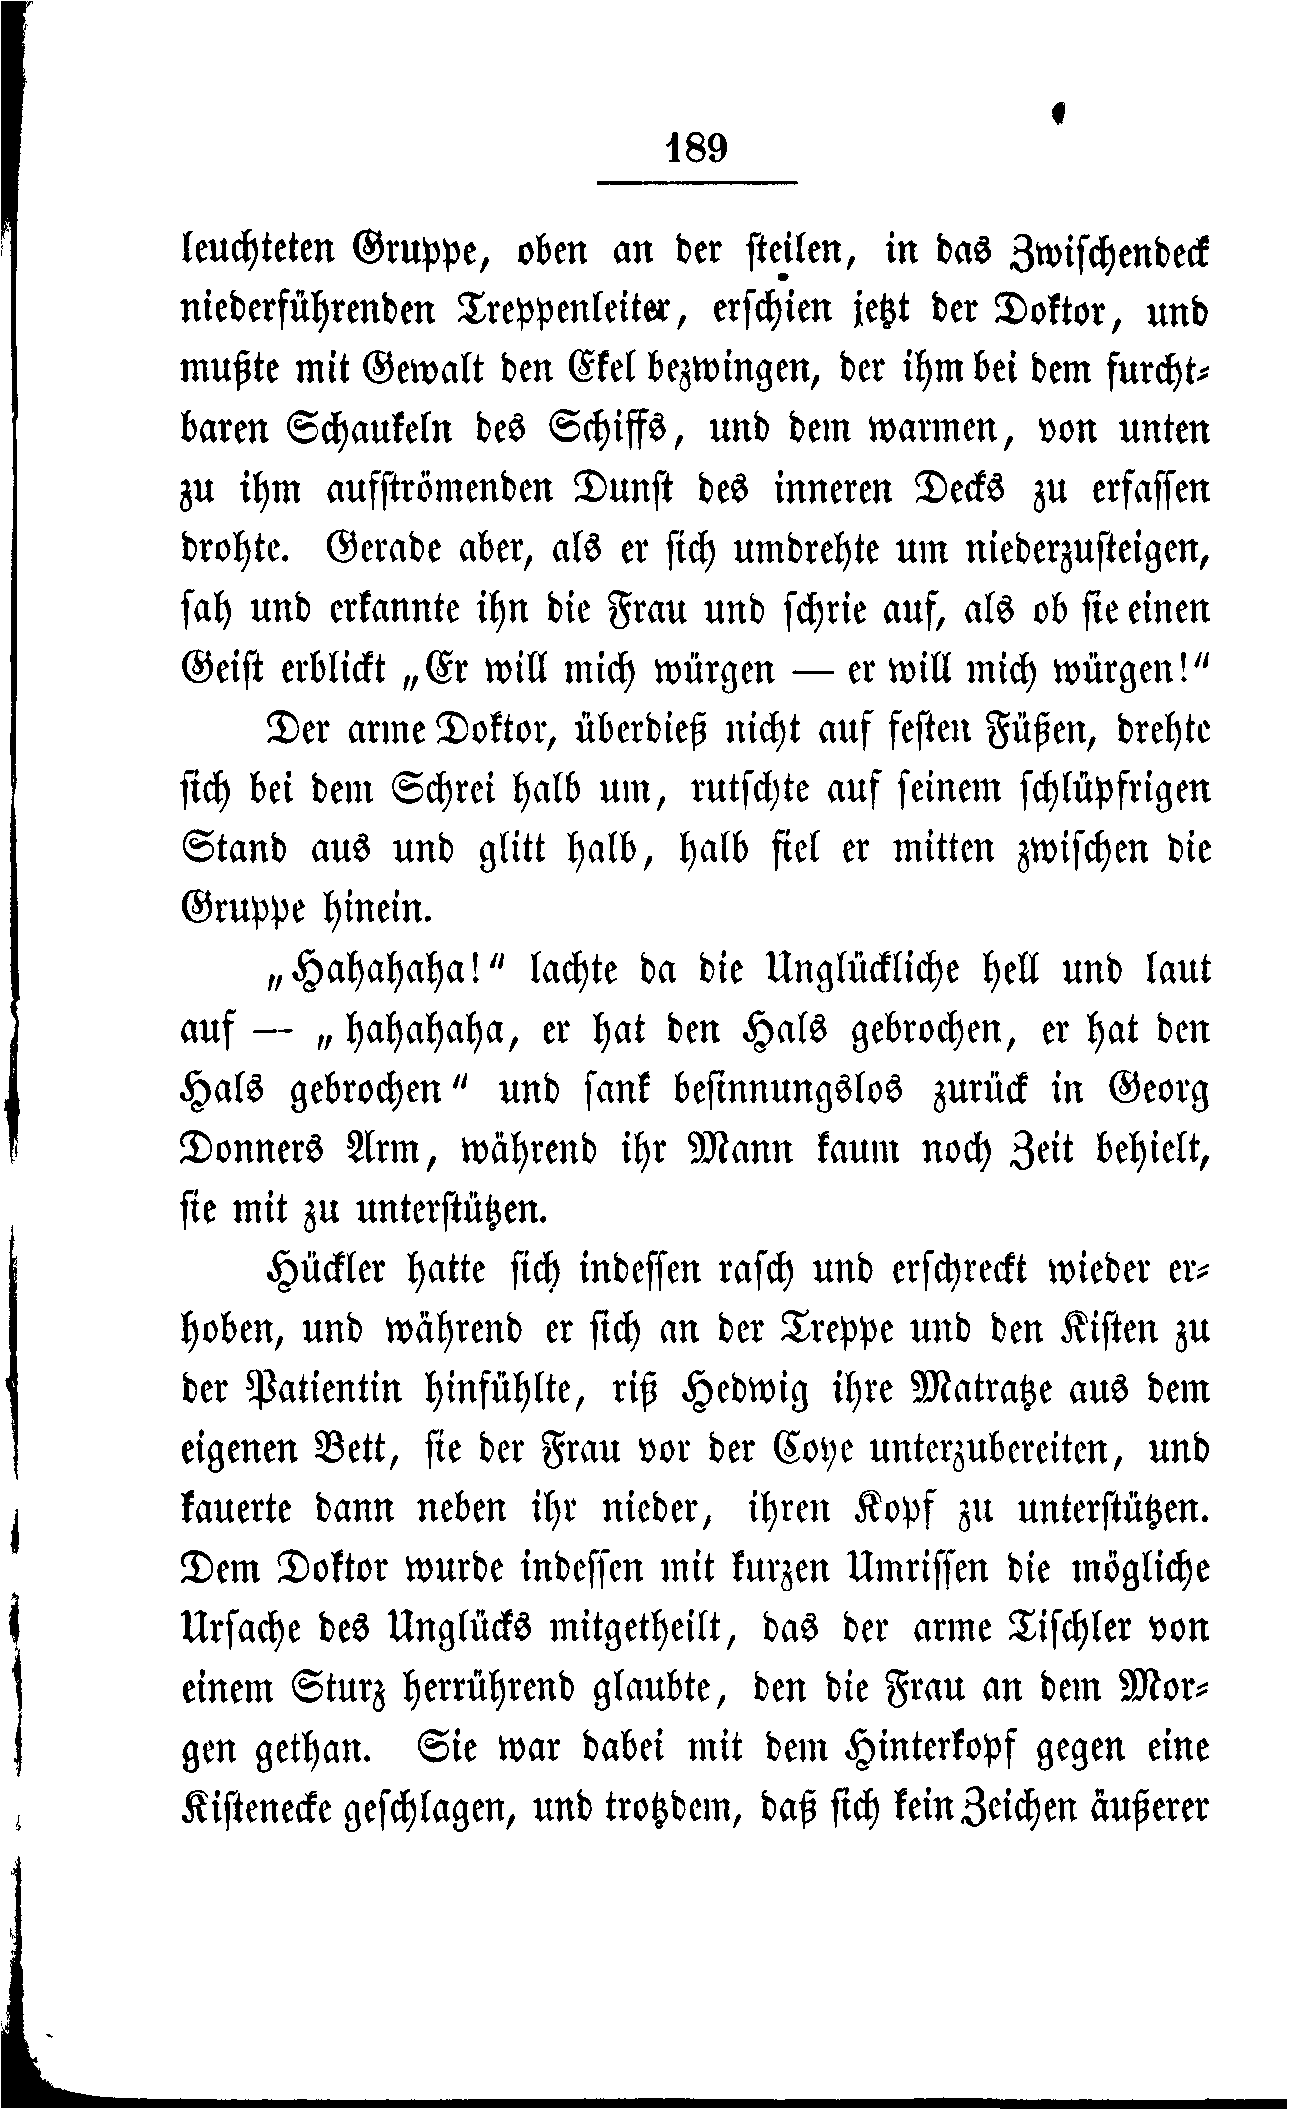 189
leuchteten Gruppe, oben an der steilen, in das Zwischendeck
niederführenden Treppenleiter, erschien jetzt der Doktor, und
mußte mit Gewalt den Ekel bezwingen, der ihm bei dem furcht-
baren Schaukeln des Schiffs, und dem warmen, von unten
zu ihm aufströmenden Dunst des inneren Decks zu erfassen
drohte. Gerade aber, als er sich umdrehte um niederzusteigen,
sah und erkannte ihn die Frau und schrie auf, als ob sie einen
Geist erblickt „Er will mich würgen — er will mich würgen!"
Der arme Doktor, überdieß nicht auf festen Füßen, drehte
sich bei dem Schrei halb um, rutschte auf seinem schlüpfrigen
Stand aus und glitt halb, halb fiel er mitten zwischen die
Gruppe hinein.
„Hahahaha!" lachte da die Unglückliche hell und laut
auf — „hahahaha, er hat den Hals gebrochen, er hat den
Hals gebrochen" und sank besinnungslos zurück in Georg
Donners Arm, während ihr Mann kaum noch Zeit behielt,
sie mit zu unterstützen.
Hückler hatte sich indessen rasch und erschreckt wieder er-
hoben, und während er sich an der Treppe und den Kisten zu
der Patientin hinfühlte, riß Hedwig ihre Matratze aus dem
eigenen Bett, sie der Frau vor der Coye unterzubereiten, und
kauerte dann neben ihr nieder, ihren Kopf zu unterstützen.
Dem Doktor wurde indessen mit kurzen Umrissen die mögliche
Ursache des Unglücks mitgetheilt, das der arme Tischler von
einem Sturz herrührend glaubte, den die Frau an dem Mor-
gen gethan. Sie war dabei mit dem Hinterkopf gegen eine
Kistenecke geschlagen, und trotzdem, daß sich kein Zeichen äußerer